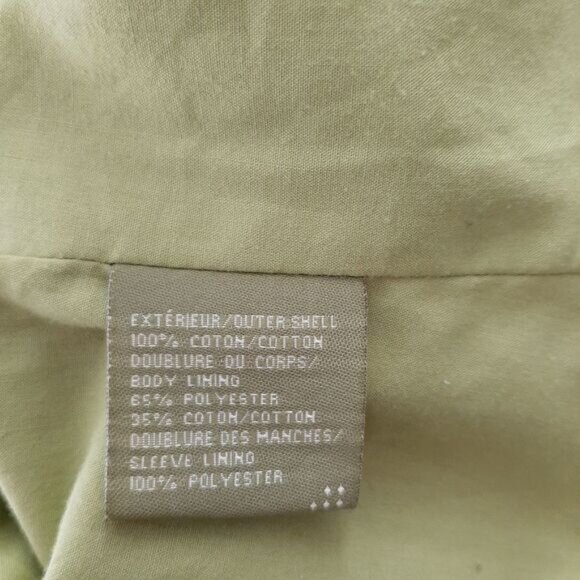 EXTÉRIEUR/OUTER SHELL
100% COTON/COTTON
DOUBLURE DU CORPS/
BODY LINING
65% POLYESTER
35% COTON/COTTON
DOUBLURE DES MANCHES/
SLEEVE LINING
100% POLYESTER